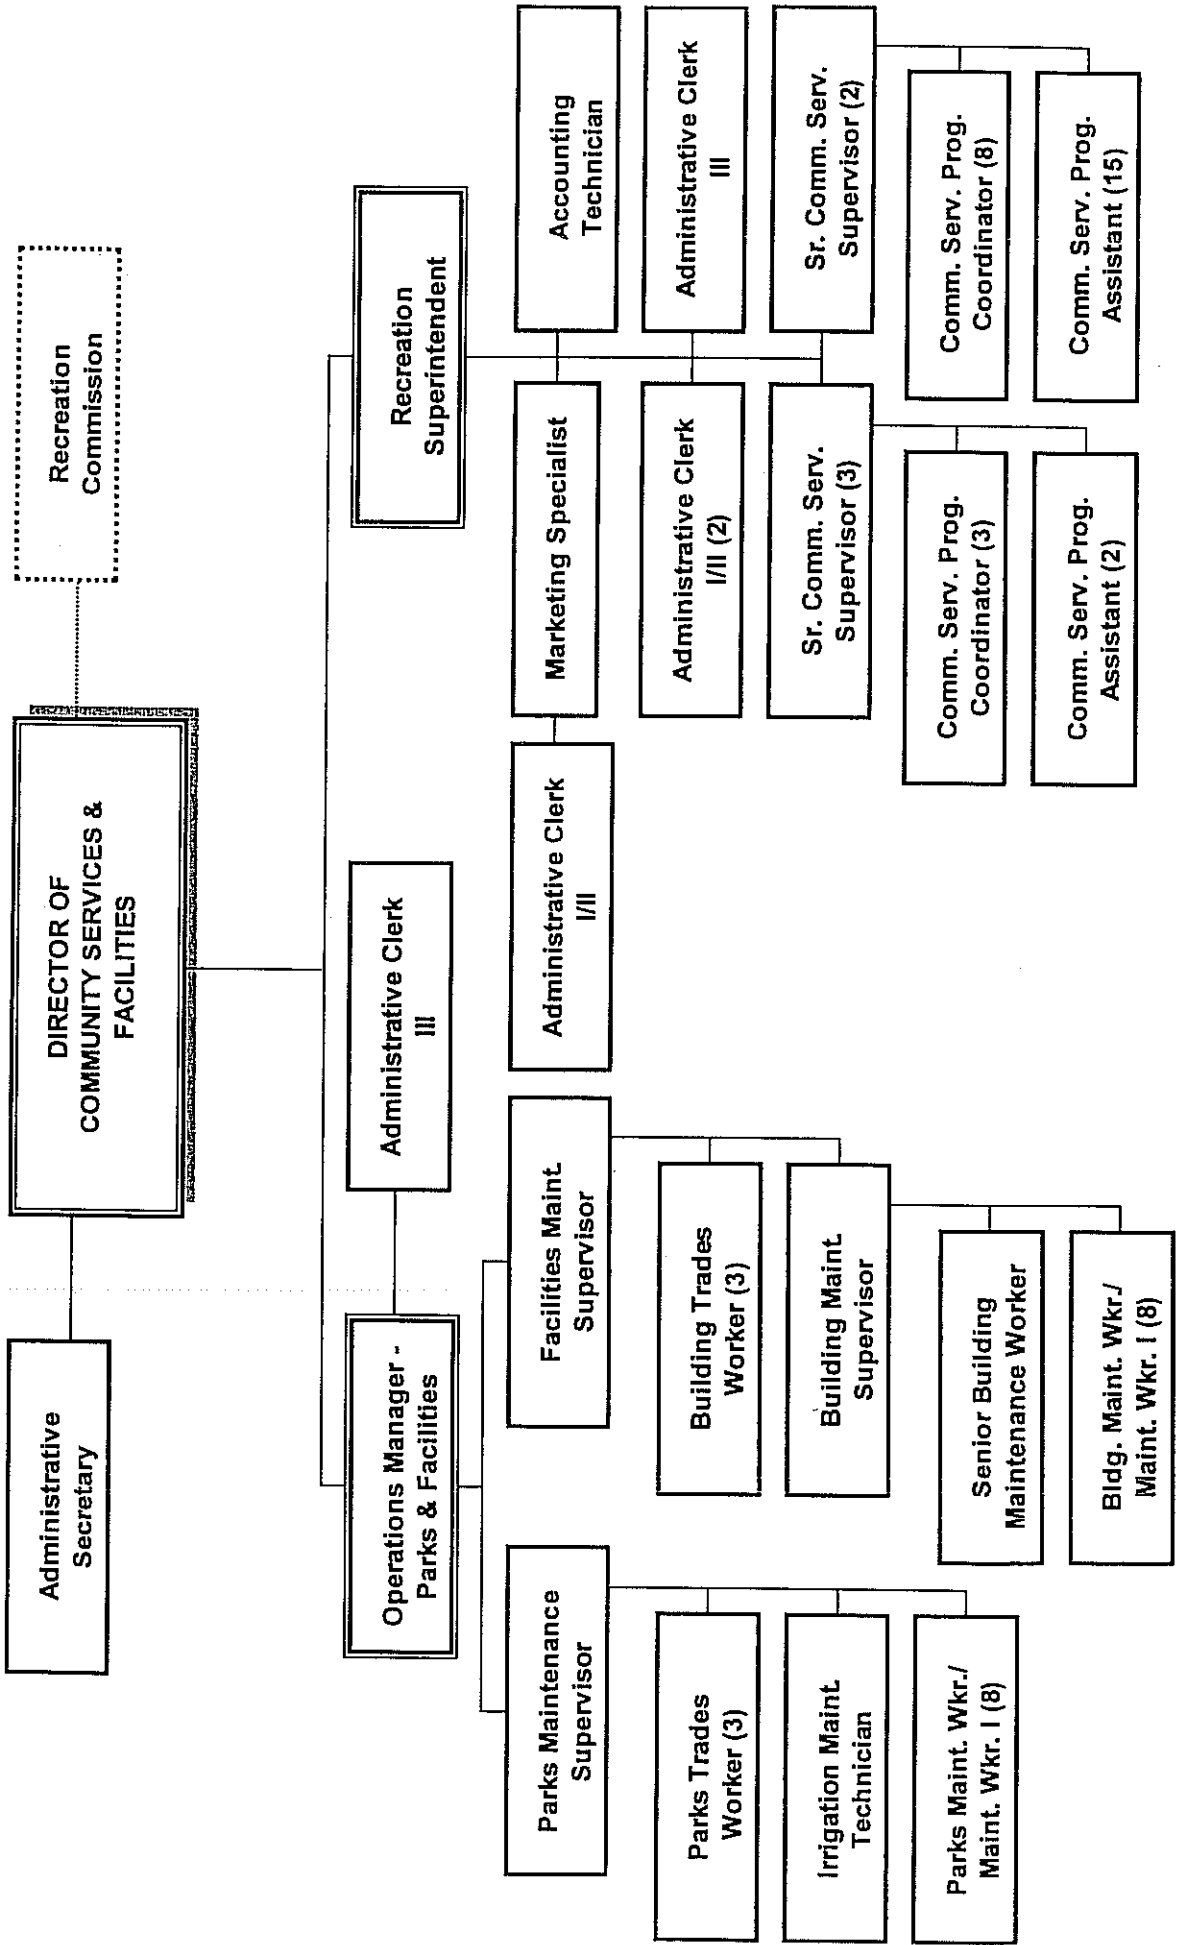 Administrative
Secretary
DIRECTOR OF
COMMUNITY SERVICES &
FACILITIES
Recreation
Commission
Operations Manager -
Parks & Facilities
Administrative Clerk
III
Recreation
Superintendent
Parks Maintenance
Supervisor
Parks Trades
Worker (3)
Irrigation Maint.
Technician
Parks Maint. Wkr./
Maint. Wkr. I (8)
Facilities Maint.
Supervisor
Building Trades
Worker (3)
Building Maint.
Supervisor
Senior Building
Maintenance Worker
Bldg. Maint. Wkr./
Maint. Wkr. I (8)
Administrative Clerk
I/II
Marketing Specialist
Accounting
Technician
Administrative Clerk
I/II (2)
Administrative Clerk
III
Sr. Comm. Serv.
Supervisor (3)
Comm. Serv. Prog.
Coordinator (3)
Comm. Serv. Prog.
Assistant (2)
Sr. Comm. Serv.
Supervisor (2)
Comm. Serv. Prog.
Coordinator (8)
Comm. Serv. Prog.
Assistant (15)